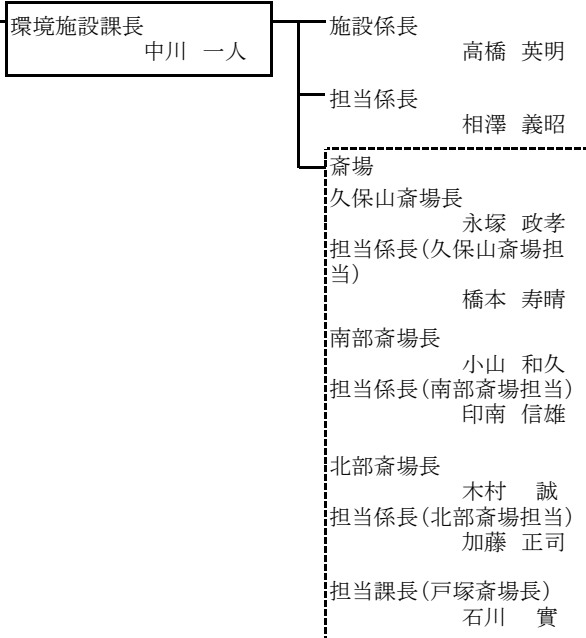 環境施設課長
中川 一人
施設係長
高橋 英明
担当係長
相澤 義昭
斎場
久保山斎場長
永塚 政孝
担当係長(久保山斎場担
当)
橋本 寿晴
南部斎場長
小山 和久
担当係長(南部斎場担当)
印南 信雄
北部斎場長
木村 誠
担当係長(北部斎場担当)
加藤 正司
担当課長(戸塚斎場長)
石川 實